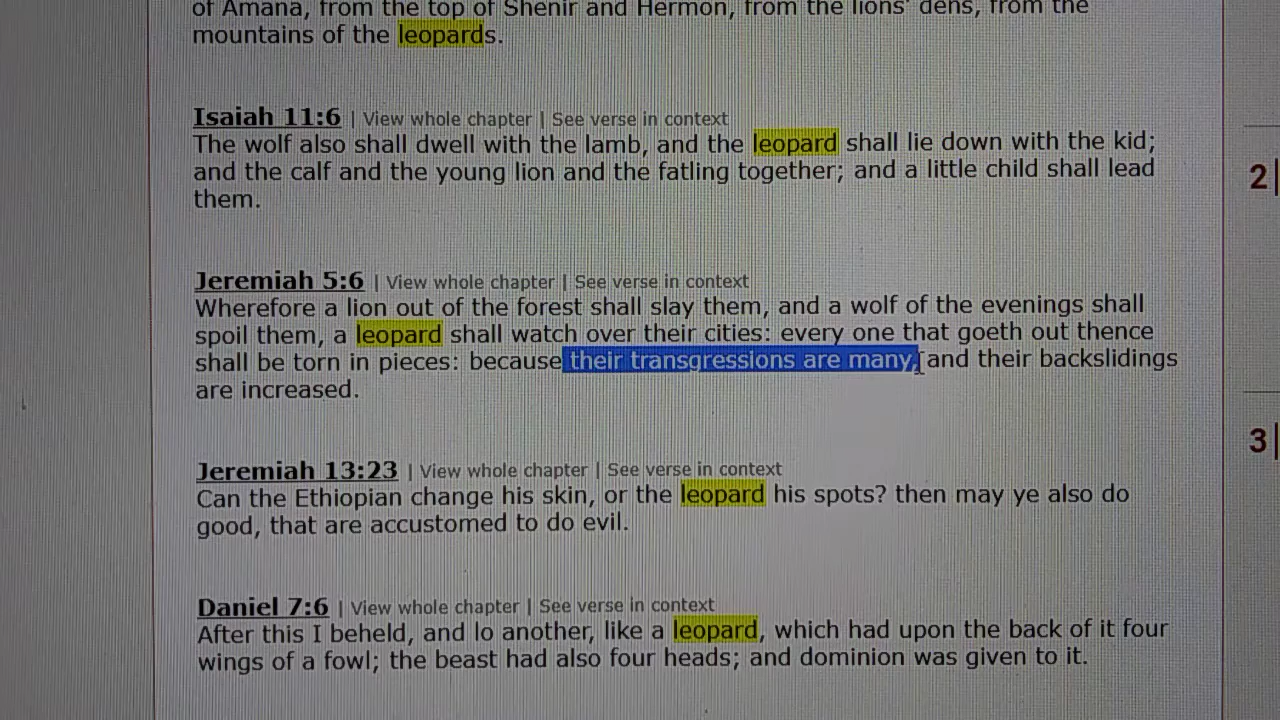 of Amana, from the top of Shenir and Hermon, from the lions' dens, from the
mountains of the leopards.
Isaiah 11:6 | View whole chapter | See verse in context
The wolf also shall dwell with the lamb, and the leopard shall lie down with the kid;
and the calf and the young lion and the fatling together; and a little child shall lead
them.
Jeremiah 5:6 | View whole chapter | See verse in context
Wherefore a lion out of the forest shall slay them, and a wolf of the evenings shall
spoil them, a leopard shall watch over their cities: every one that goeth out thence
shall be torn in pieces: because their transgressions are many, and their backslidings
are increased.
Jeremiah 13:23 | View whole chapter | See verse in context
Can the Ethiopian change his skin, or the leopard his spots? then may ye also do
good, that are accustomed to do evil.
Daniel 7:6 | View whole chapter | See verse in context
After this I beheld, and lo another, like a leopard, which had upon the back of it four
wings of a fowl; the beast had also four heads; and dominion was given to it.
2|
3|